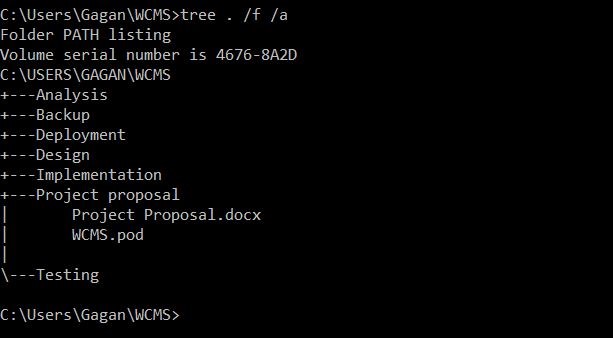 C:\Users\Gagan\WCMS>tree . /f /a
Folder PATH listing
Volume serial number is 4676-8A2D
C:\USERS\GAGAN\WCMS
+---Analysis
+---Backup
+---Deployment
+---Design
+---Implementation
+---Project proposal
|       Project Proposal.docx
|       WCMS.pod
|
\---Testing
C:\Users\Gagan\WCMS>